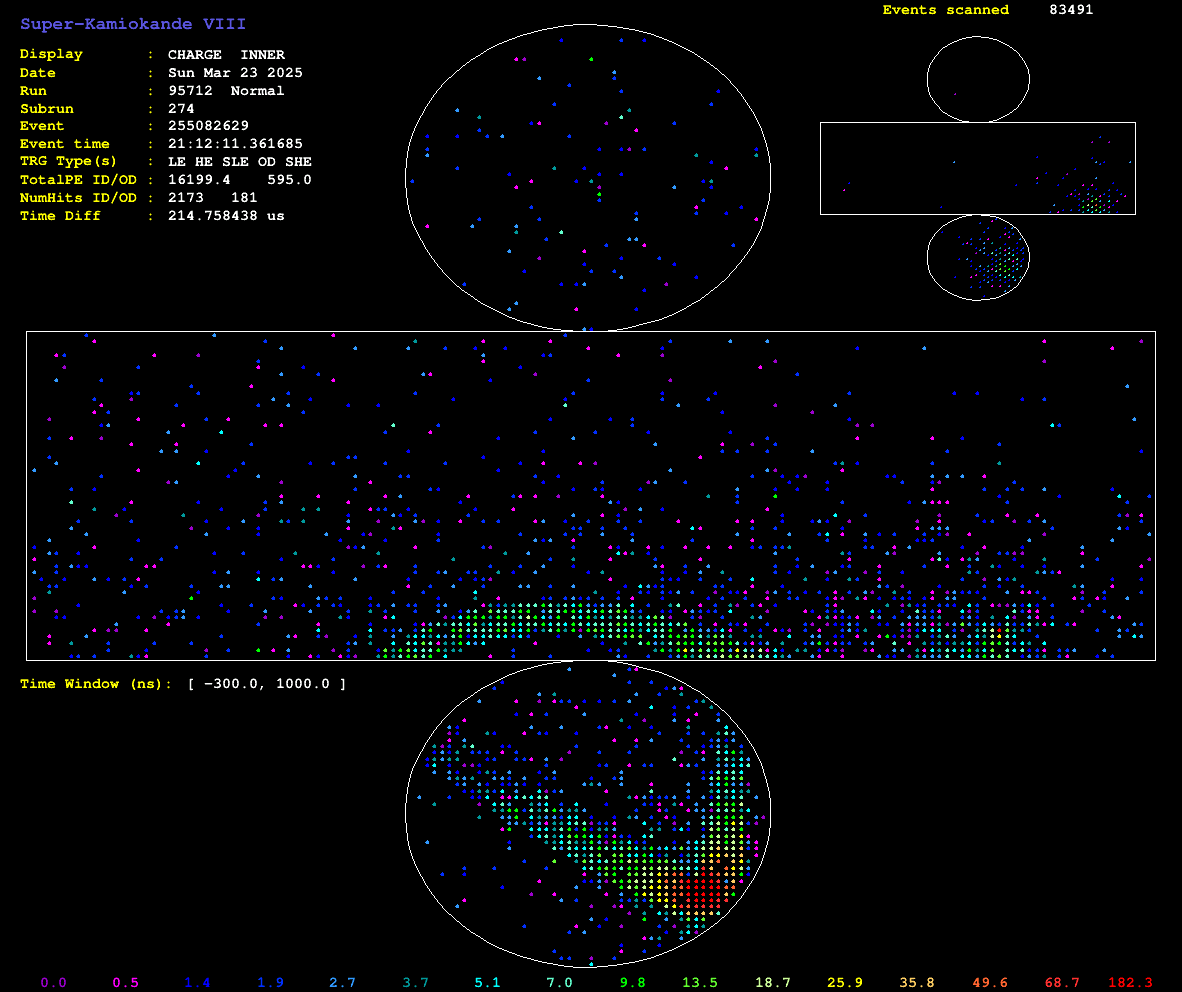 Super-Kamiokande VIII
Events scanned 83491
Display : CHARGE INNER
Date : Sun Mar 23 2025
Run : 95712 Normal
Subrun : 274
Event : 255082629
Event time : 21:12:11.361685
TRG Type(s) : LE HE SLE OD SHE
TotalPE ID/OD : 16199.4 595.0
NumHits ID/OD : 2173 181
Time Diff : 214.758438 us
Time Window (ns): [ -300.0, 1000.0 ]
0.0 0.5 1.4 1.9 2.7 3.7 5.1 7.0 9.8 13.5 18.7 25.9 35.8 49.6 68.7 182.3